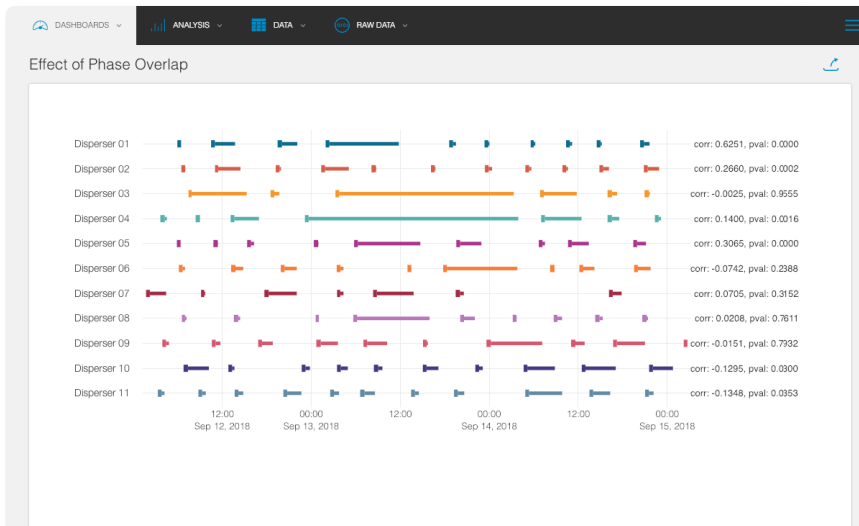 DASHBOARDS ANALYSIS DATA RAW DATA
Effect of Phase Overlap
Disperser 01 corr: 0.6251, pval: 0.0000
Disperser 02 corr: 0.2660, pval: 0.0002
Disperser 03 corr: -0.0025, pval: 0.9555
Disperser 04 corr: 0.1400, pval: 0.0016
Disperser 05 corr: 0.3065, pval: 0.0000
Disperser 06 corr: -0.0742, pval: 0.2388
Disperser 07 corr: 0.0705, pval: 0.3152
Disperser 08 corr: 0.0208, pval: 0.7611
Disperser 09 corr: -0.0151, pval: 0.7932
Disperser 10 corr: -0.1295, pval: 0.0300
Disperser 11 corr: -0.1348, pval: 0.0353
12:00 00:00 12:00 00:00 12:00 00:00
Sep 12, 2018 Sep 13, 2018 Sep 14, 2018 Sep 15, 2018